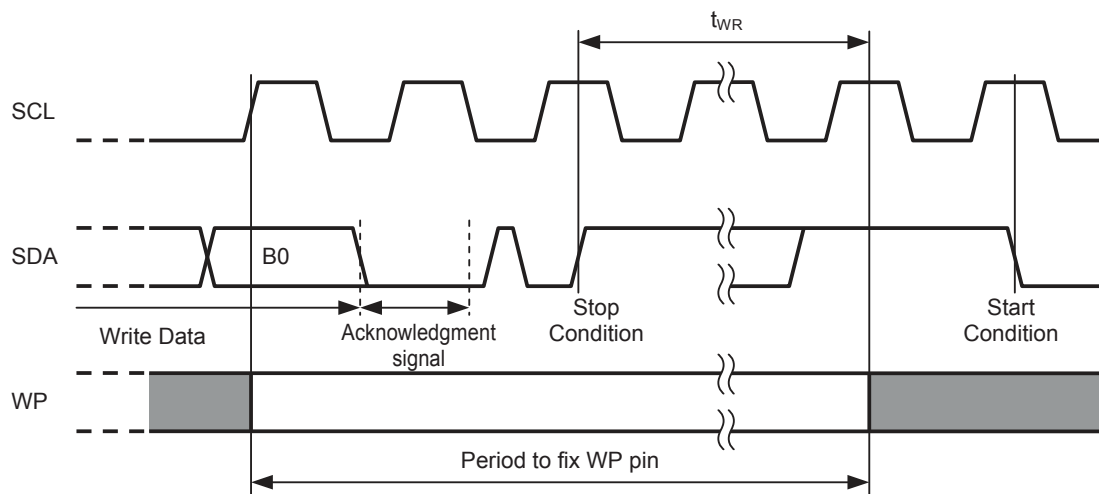 tWR
SCL
SDA
B0
Write Data
Acknowledgment
signal
Stop
Condition
Start
Condition
WP
Period to fix WP pin